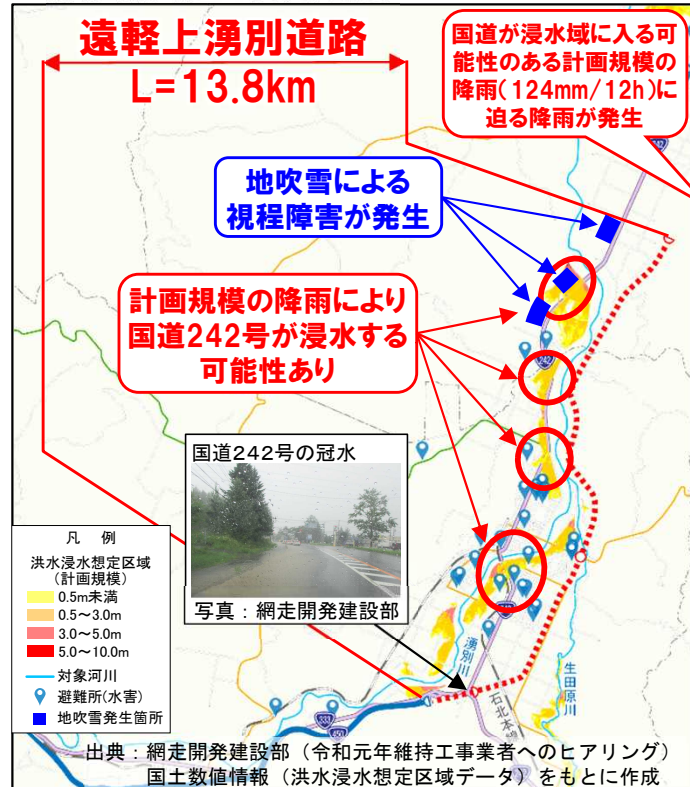 遠軽上湧別道路
L=13.8km
国道が浸水域に入る可
能性のある計画規模の
降雨(124mm/12h)に
迫る降雨が発生
242
地吹雪による
視程障害が発生
計画規模の降雨により
国道242号が浸水する
可能性あり
242
国道242号の冠水
写真：網走開発建設部
凡　例
洪水浸水想定区域
(計画規模)
0.5m未満
0.5～3.0m
3.0～5.0m
5.0～10.0m
対象河川
避難所(水害)
地吹雪発生箇所
湧別川
生田原川
石北本線
333
450
出典：網走開発建設部（令和元年維持工事業者へのヒアリング）
国土数値情報（洪水浸水想定区域データ）をもとに作成